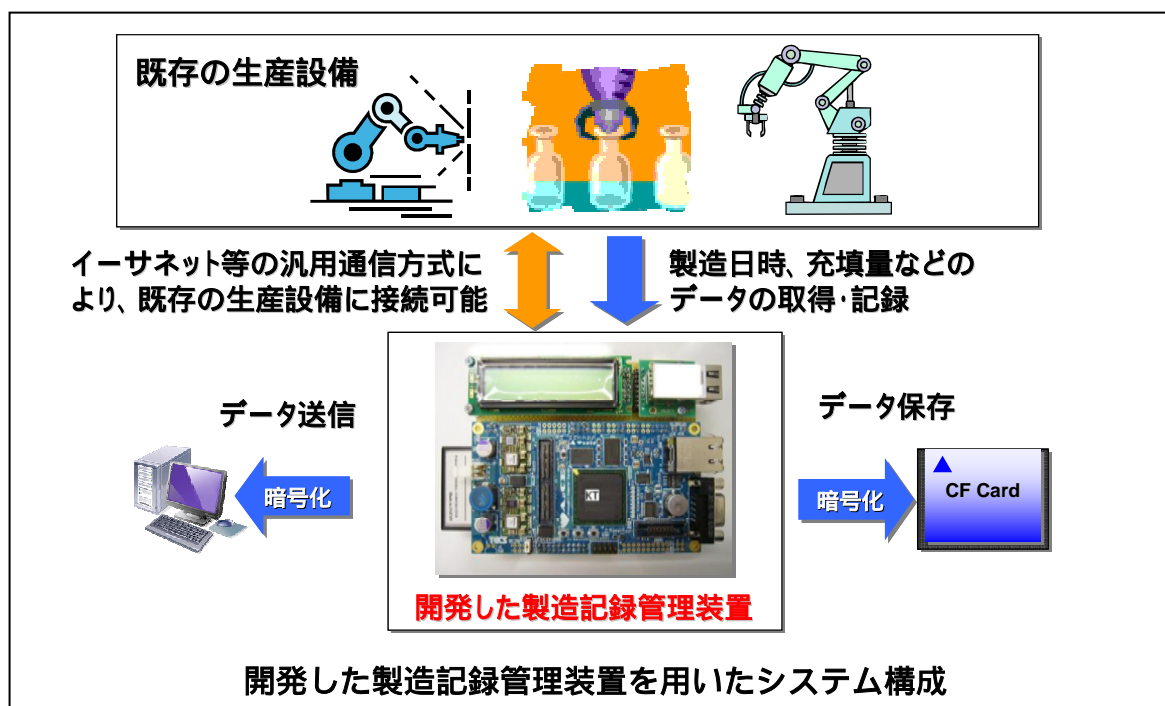 既存の生産設備
イーサネット等の汎用通信方式に
より、既存の生産設備に接続可能
製造日時、充填量などの
データの取得・記録
データ送信
データ保存
暗号化
KT
暗号化
CF Card
開発した製造記録管理装置
開発した製造記録管理装置を用いたシステム構成